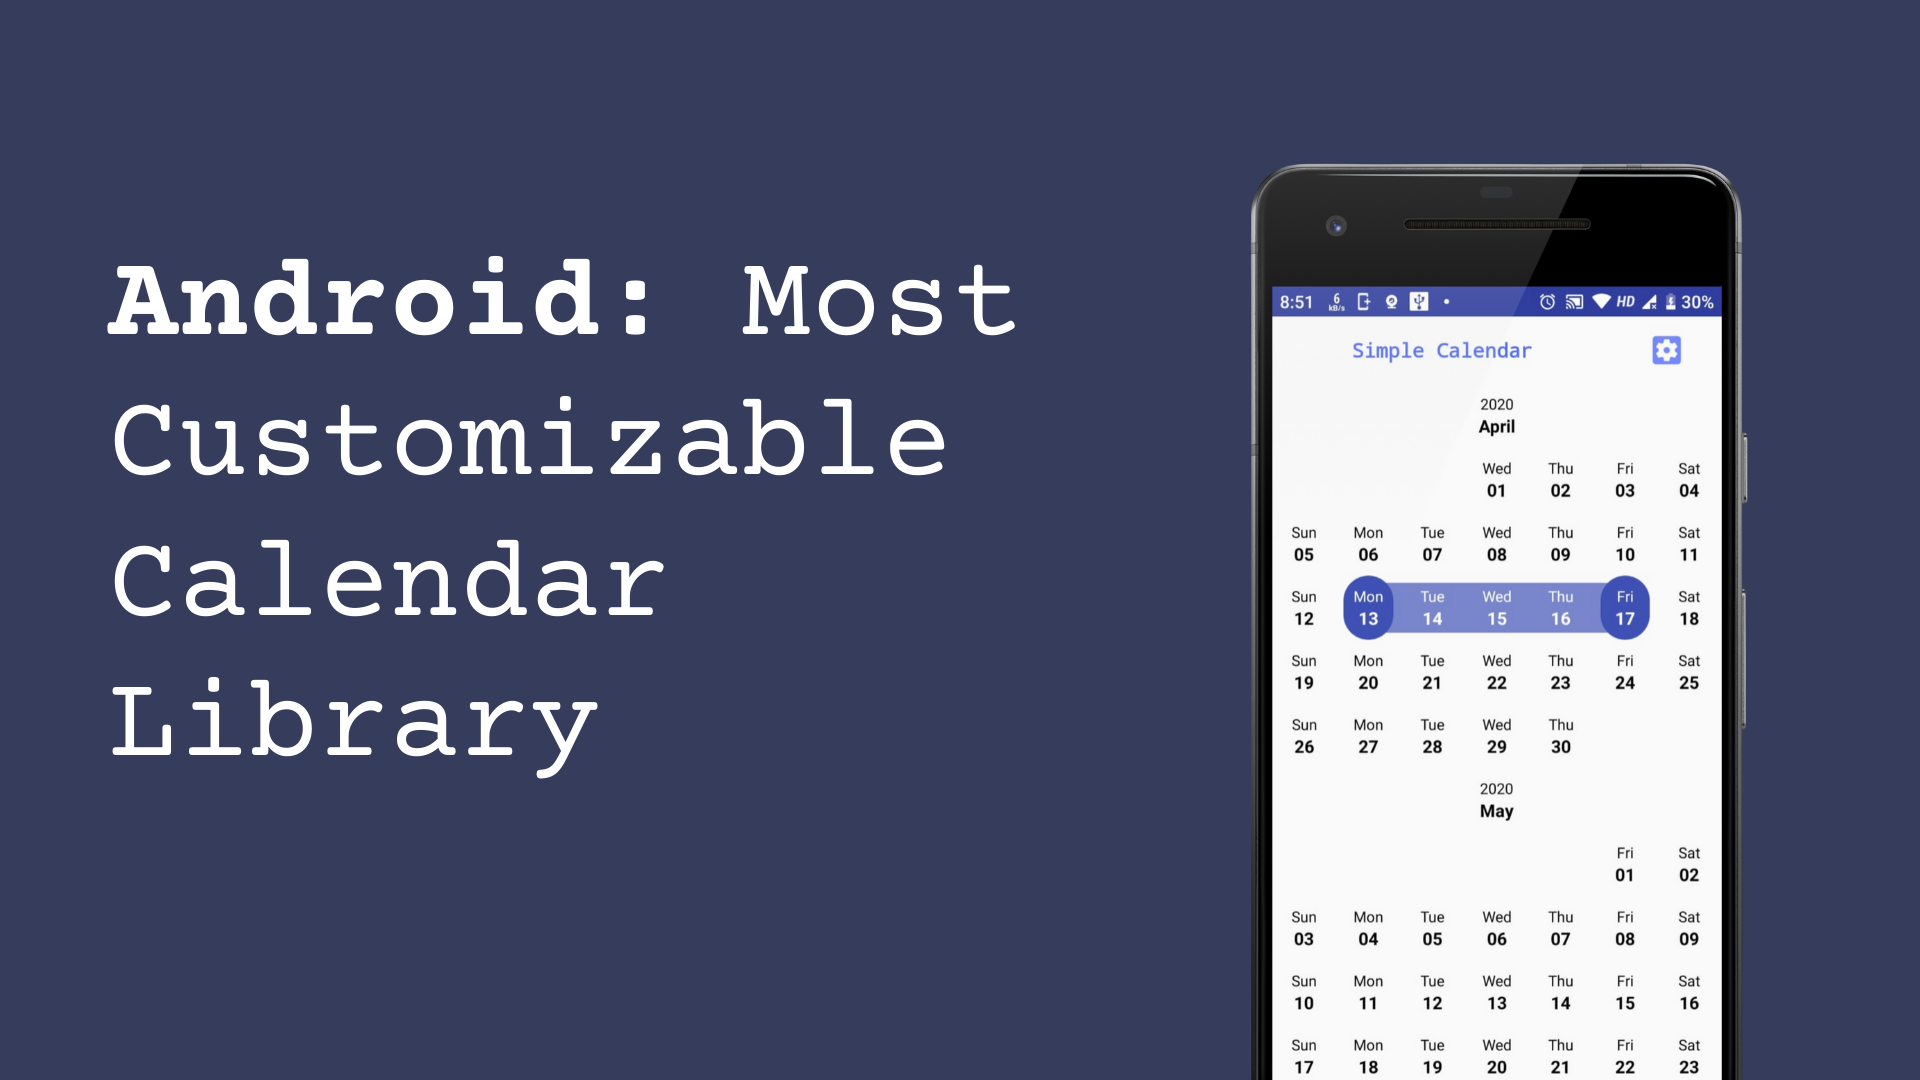 Android: Most
Customizable
Calendar
Library
8:51 6 kB/s HD 30%
Simple Calendar
2020
April
Wed Thu Fri Sat
01 02 03 04
Sun Mon Tue Wed Thu Fri Sat
05 06 07 08 09 10 11
Sun Mon Tue Wed Thu Fri Sat
12 13 14 15 16 17 18
Sun Mon Tue Wed Thu Fri Sat
19 20 21 22 23 24 25
Sun Mon Tue Wed Thu
26 27 28 29 30
2020
May
Fri Sat
01 02
Sun Mon Tue Wed Thu Fri Sat
03 04 05 06 07 08 09
Sun Mon Tue Wed Thu Fri Sat
10 11 12 13 14 15 16
Sun Mon Tue Wed Thu Fri Sat
17 18 19 20 21 22 23